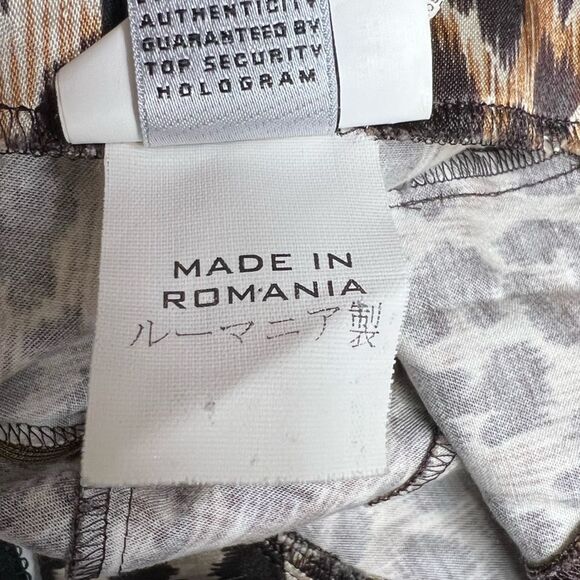 AUTHENTICITY
GUARANTEED BY
TOP SECURITY
HOLOGRAM
MADE IN
ROMANIA
ルーマニア製